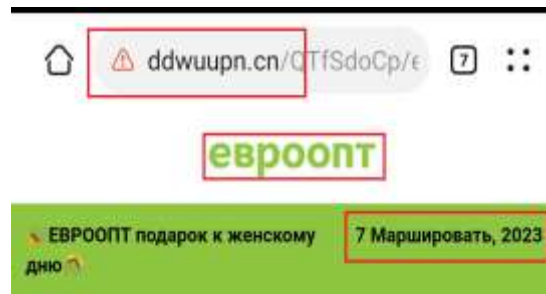 ddwuupn.cn/QTfSdoCp/e
7
евроопт
ЕВРООПТ подарок к женскому
дню
7 Маршировать, 2023